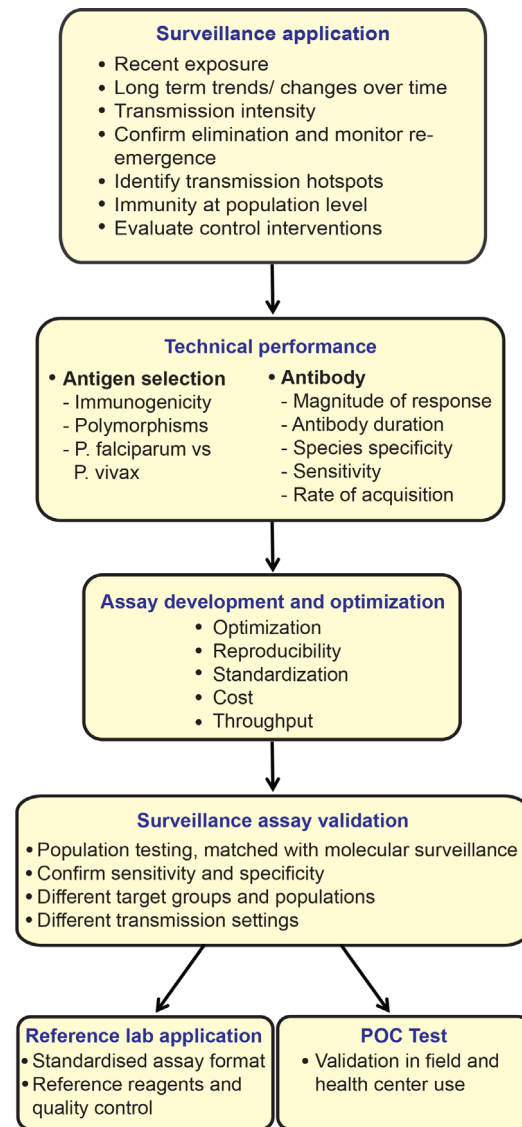 Surveillance application
• Recent exposure
• Long term trends/ changes over time
• Transmission intensity
• Confirm elimination and monitor re-
emergence
• Identify transmission hotspots
• Immunity at population level
• Evaluate control interventions
Technical performance
• Antigen selection
- Immunogenicity
- Polymorphisms
- P. falciparum vs
P. vivax
• Antibody
- Magnitude of response
- Antibody duration
- Species specificity
- Sensitivity
- Rate of acquisition
Assay development and optimization
• Optimization
• Reproducibility
• Standardization
• Cost
• Throughput
Surveillance assay validation
• Population testing, matched with molecular surveillance
• Confirm sensitivity and specificity
• Different target groups and populations
• Different transmission settings
Reference lab application
• Standardised assay format
• Reference reagents and
quality control
POC Test
• Validation in field and
health center use